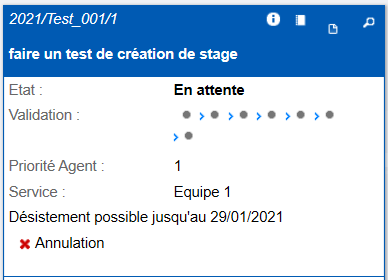 2021/Test_001/1
faire un test de création de stage
Etat : En attente
Validation :
Priorité Agent : 1
Service : Equipe 1
Désistement possible jusqu'au 29/01/2021
Annulation